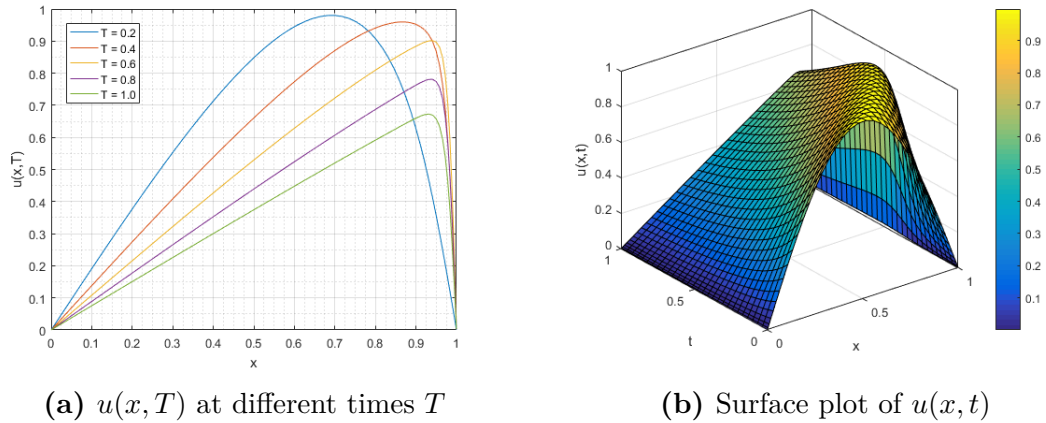 1
0.9
0.8
0.7
0.6
0.5
0.4
0.3
0.2
0.1
0
u(x,T)
T = 0.2
T = 0.4
T = 0.6
T = 0.8
T = 1.0
0 0.1 0.2 0.3 0.4 0.5 0.6 0.7 0.8 0.9 1
x
(a) u(x, T) at different times T
1
0.8
0.6
0.4
0.2
0
u(x,t)
1
0.5
0
t
0
0.5
1
x
0.9
0.8
0.7
0.6
0.5
0.4
0.3
0.2
0.1
(b) Surface plot of u(x, t)